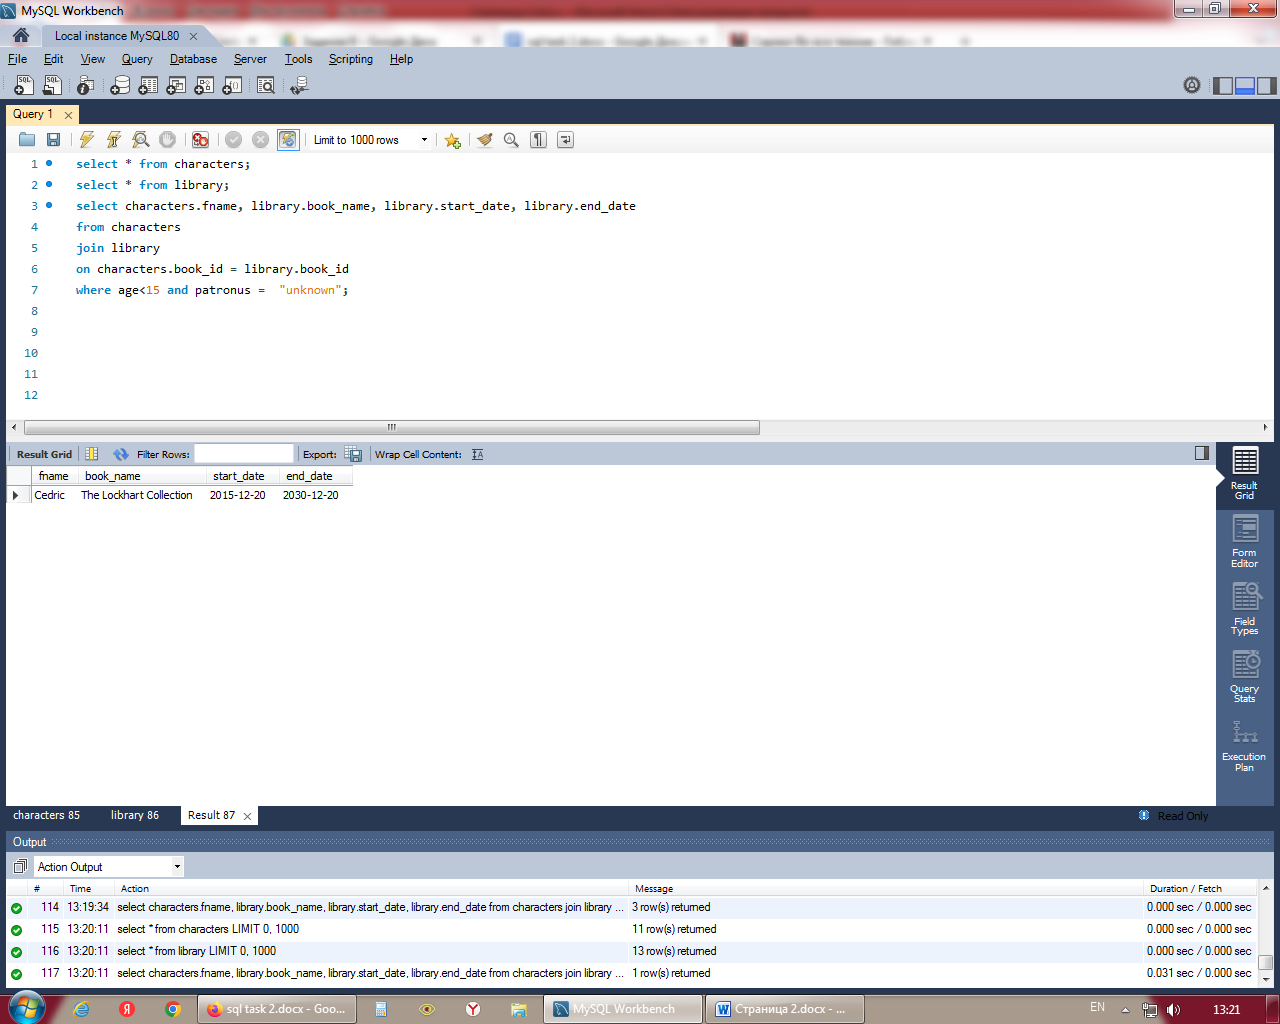 MySQL Workbench
Local instance MySQL80
File Edit View Query Database Server Tools Scripting Help
Query 1
Limit to 1000 rows
1 select * from characters;
2 select * from library;
3 select characters.fname, library.book_name, library.start_date, library.end_date
4 from characters
5 join library
6 on characters.book_id = library.book_id
7 where age<15 and patronus =  "unknown";
8
9
10
11
12
Result Grid Filter Rows: Export: Wrap Cell Content:
fname book_name start_date end_date
Cedric The Lockhart Collection 2015-12-20 2030-12-20
Result Grid
Form Editor
Field Types
Query Stats
Execution Plan
characters 85 library 86 Result 87 Read Only
Output
Action Output
# Time Action Message Duration / Fetch
114 13:19:34 select characters.fname, library.book_name, library.start_date, library.end_date from characters join library ... 3 row(s) returned 0.000 sec / 0.000 sec
115 13:20:11 select * from characters LIMIT 0, 1000 11 row(s) returned 0.000 sec / 0.000 sec
116 13:20:11 select * from library LIMIT 0, 1000 13 row(s) returned 0.000 sec / 0.000 sec
117 13:20:11 select characters.fname, library.book_name, library.start_date, library.end_date from characters join library ... 1 row(s) returned 0.031 sec / 0.000 sec
sql task 2.docx - Goo... MySQL Workbench Страница 2.docx - ... EN 13:21